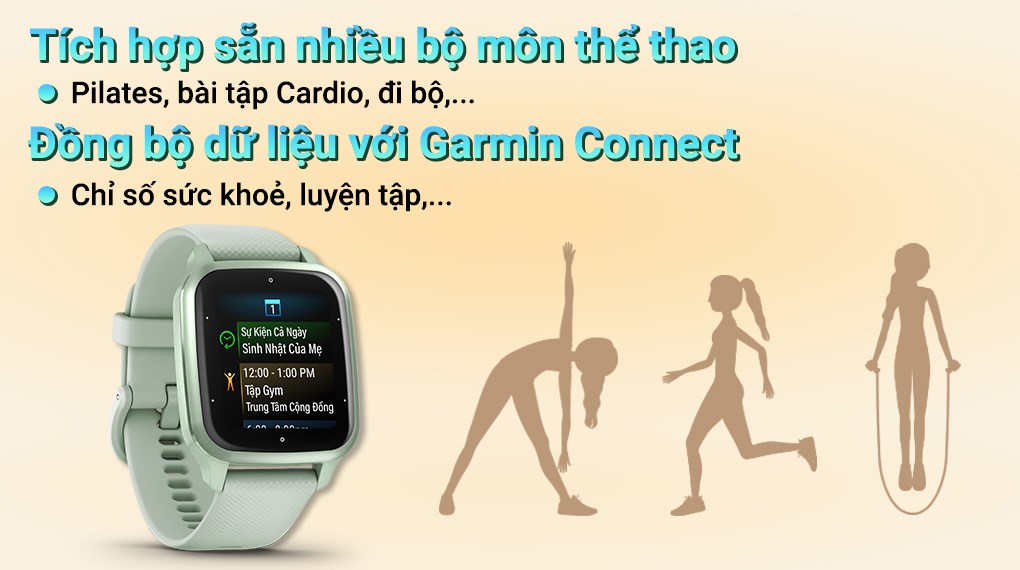 Tích hợp sẵn nhiều bộ môn thể thao
Pilates, bài tập Cardio, đi bộ,...
Đồng bộ dữ liệu với Garmin Connect
Chỉ số sức khoẻ, luyện tập,...
1
Sự Kiện Cả Ngày
Sinh Nhật Của Mẹ
12:00 - 1:00 PM
Tập Gym
Trung Tâm Cộng Đồng